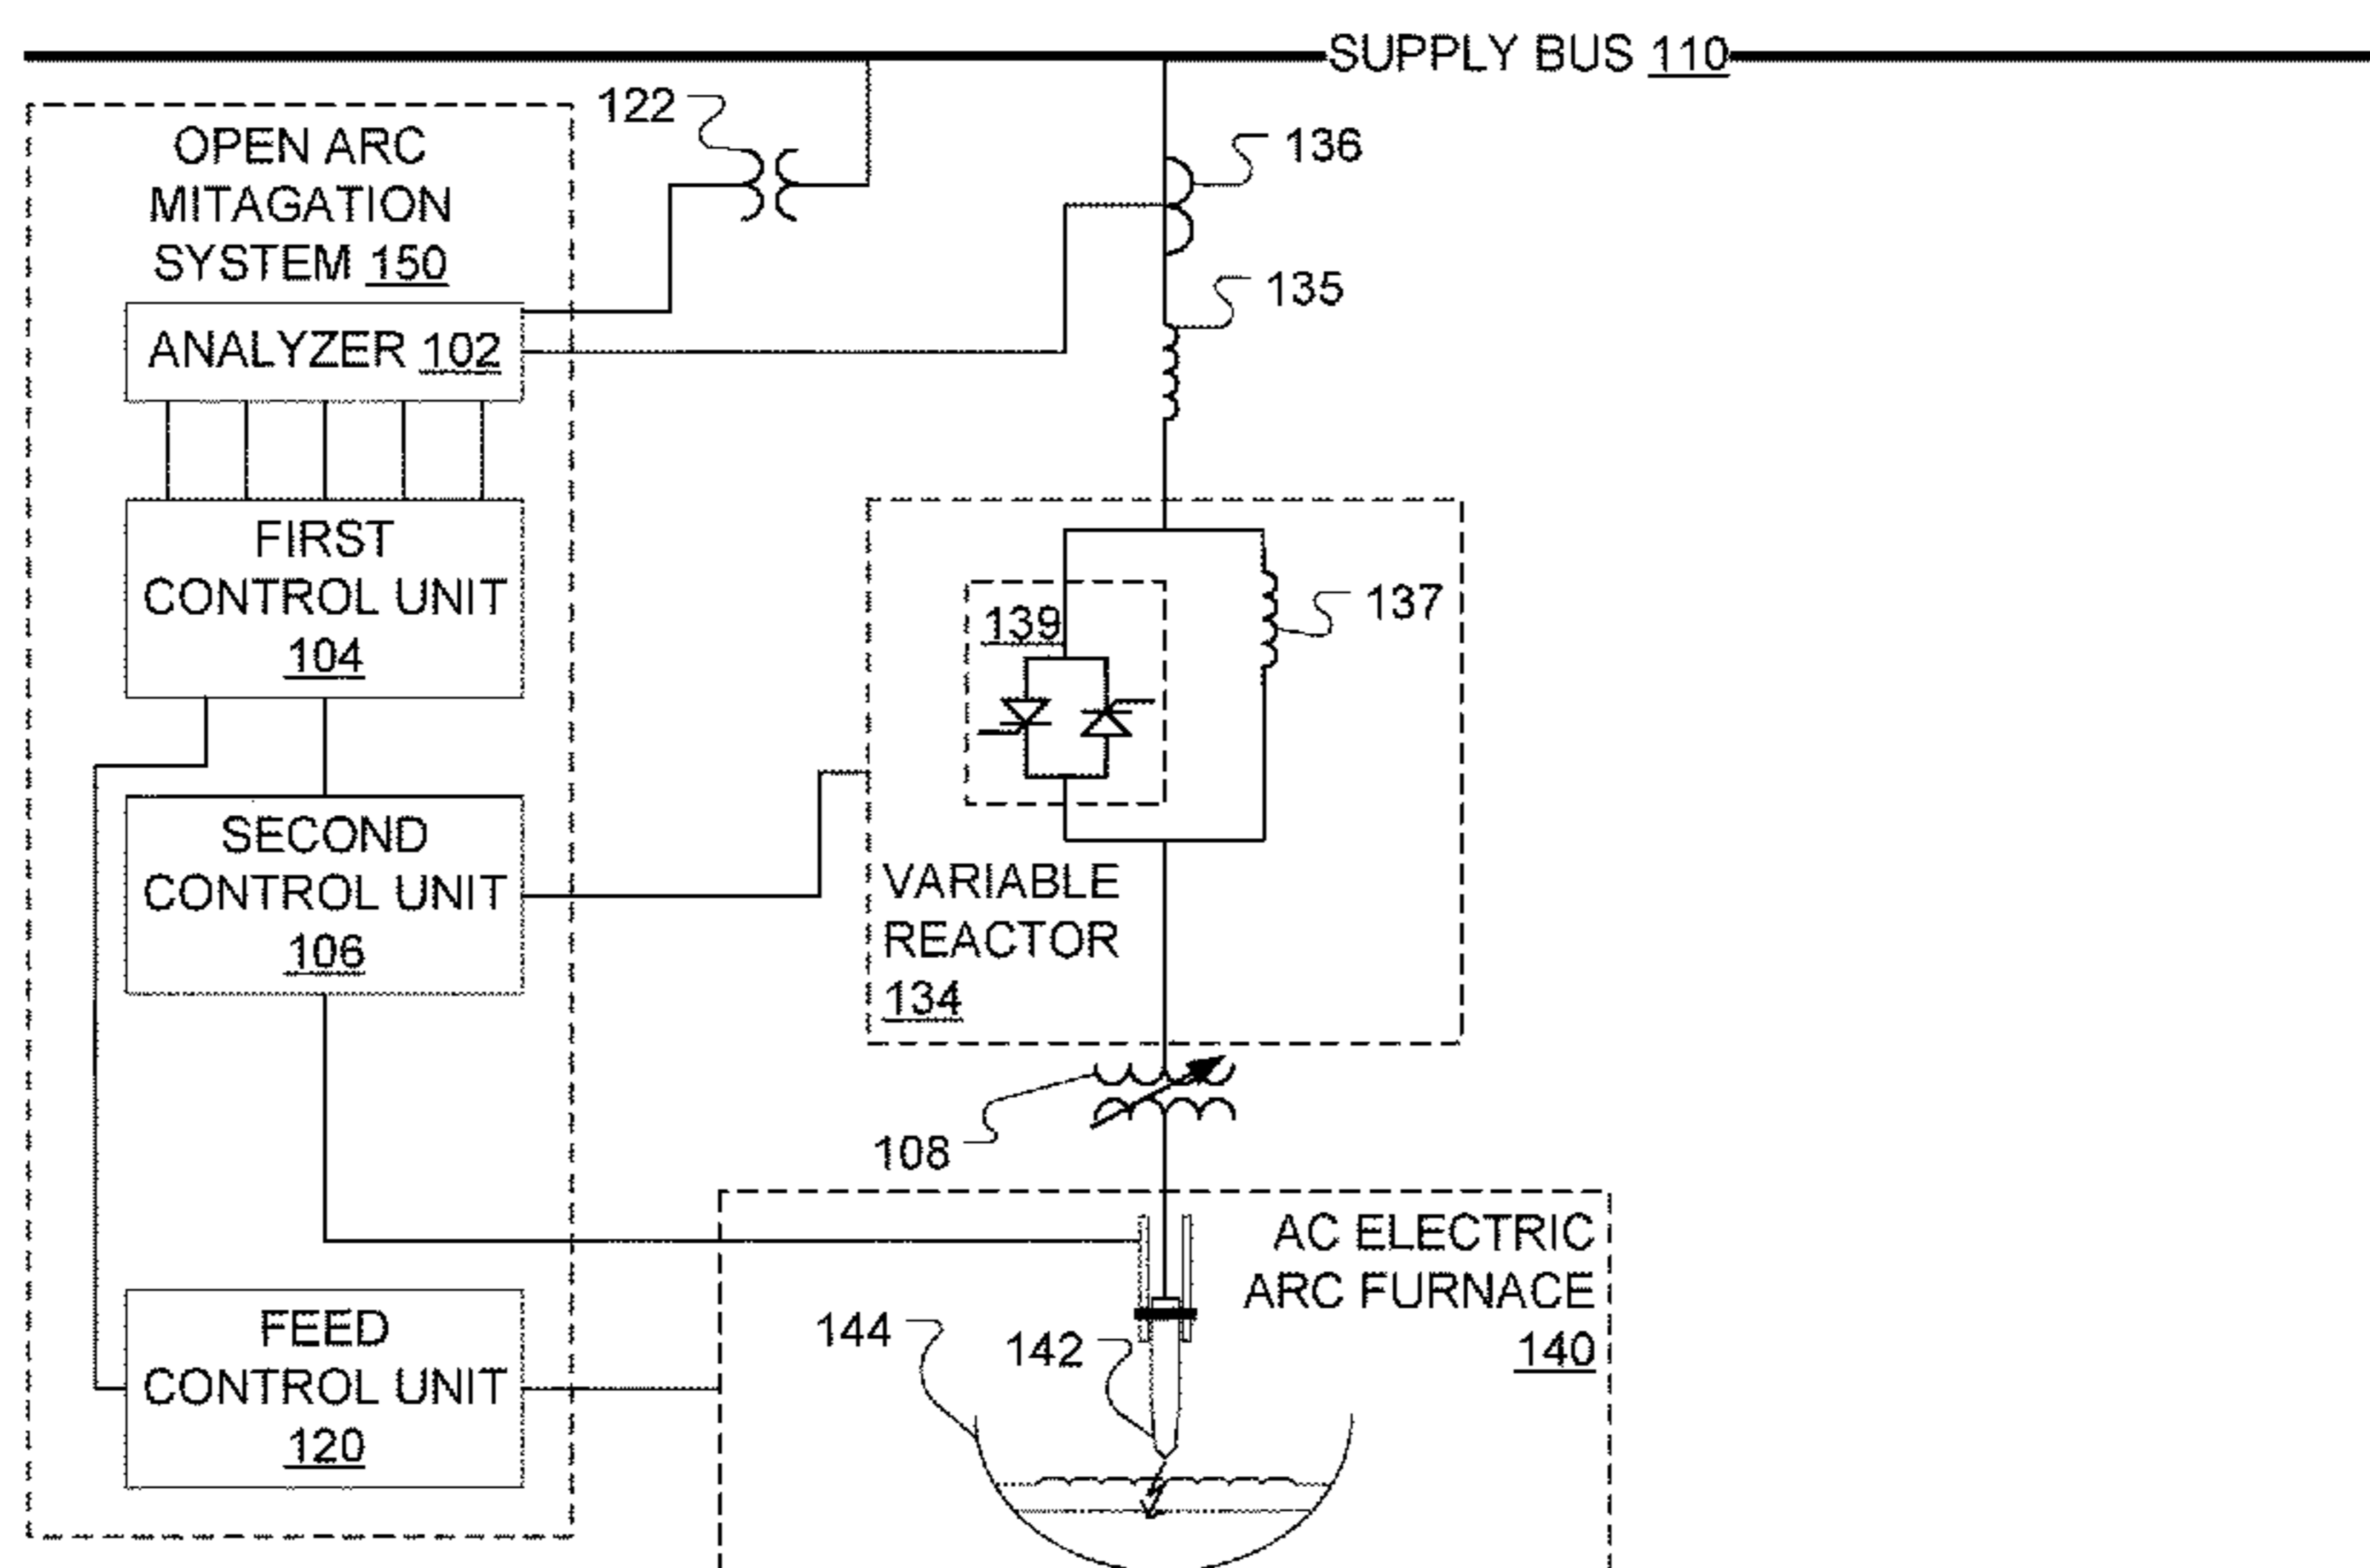 SUPPLY BUS 110
122
136
OPEN ARC
MITAGATION
SYSTEM 150
135
ANALYZER 102
FIRST
CONTROL UNIT
104
139
137
SECOND
CONTROL UNIT
106
VARIABLE
REACTOR
134
108
AC ELECTRIC
ARC FURNACE
140
144
142
FEED
CONTROL UNIT
120